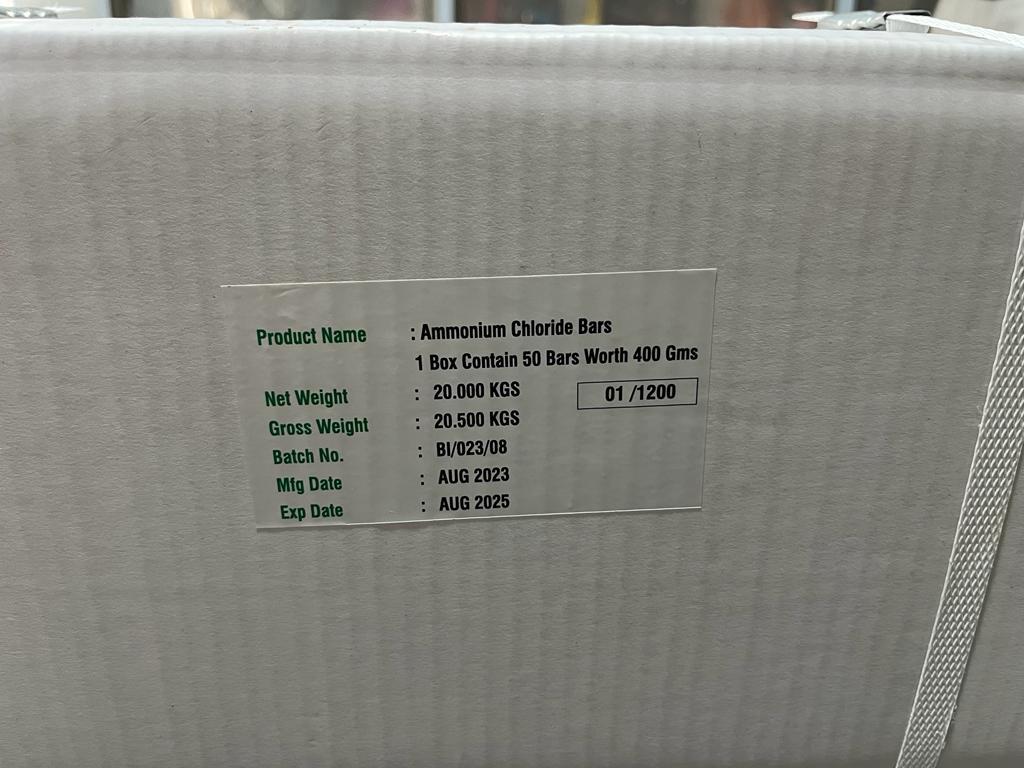 Product Name : Ammonium Chloride Bars
1 Box Contain 50 Bars Worth 400 Gms
Net Weight : 20.000 KGS 01 /1200
Gross Weight : 20.500 KGS
Batch No. : BI/023/08
Mfg Date : AUG 2023
Exp Date : AUG 2025